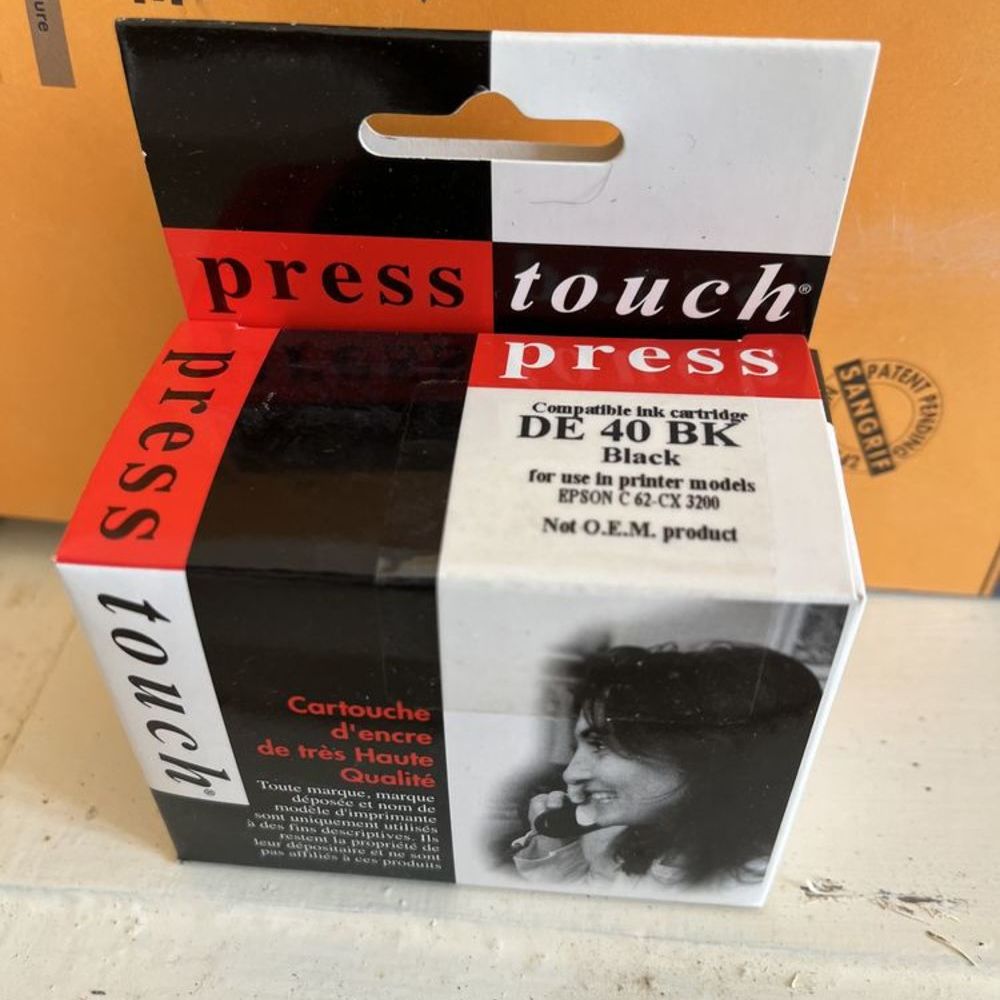 ure
press touch®
press
press
touch®
Compatible ink cartridge
DE 40 BK
Black
for use in printer models
EPSON C 62-CX 3200
Not O.E.M. product
PATENT PENDING
SANGRIF
Cartouche
d'encre
de très Haute
Qualité
Toute marque, marque
déposée et nom de
modèle d'imprimante
sont uniquement utilisés
à des fins descriptives. Ils
restent la propriété de
leur dépositaire et ne sont
pas affiliés à ces produits